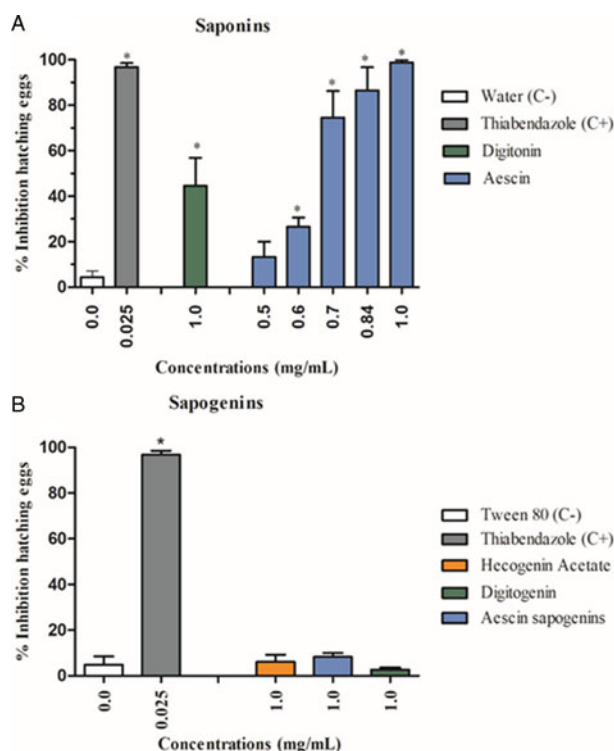 A
Saponins
% Inhibition hatching eggs
100
80
60
40
20
0
*
*
*
*
*
*
0.0
0.025
1.0
0.5
0.6
0.7
0.84
1.0
Concentrations (mg/mL)
Water (C-)
Thiabendazole (C+)
Digitonin
Aescin
B
Sapogenins
% Inhibition hatching eggs
100
80
60
40
20
0
*
0.0
0.025
1.0
1.0
1.0
Concentrations (mg/mL)
Tween 80 (C-)
Thiabendazole (C+)
Hecogenin Acetate
Digitogenin
Aescin sapogenins